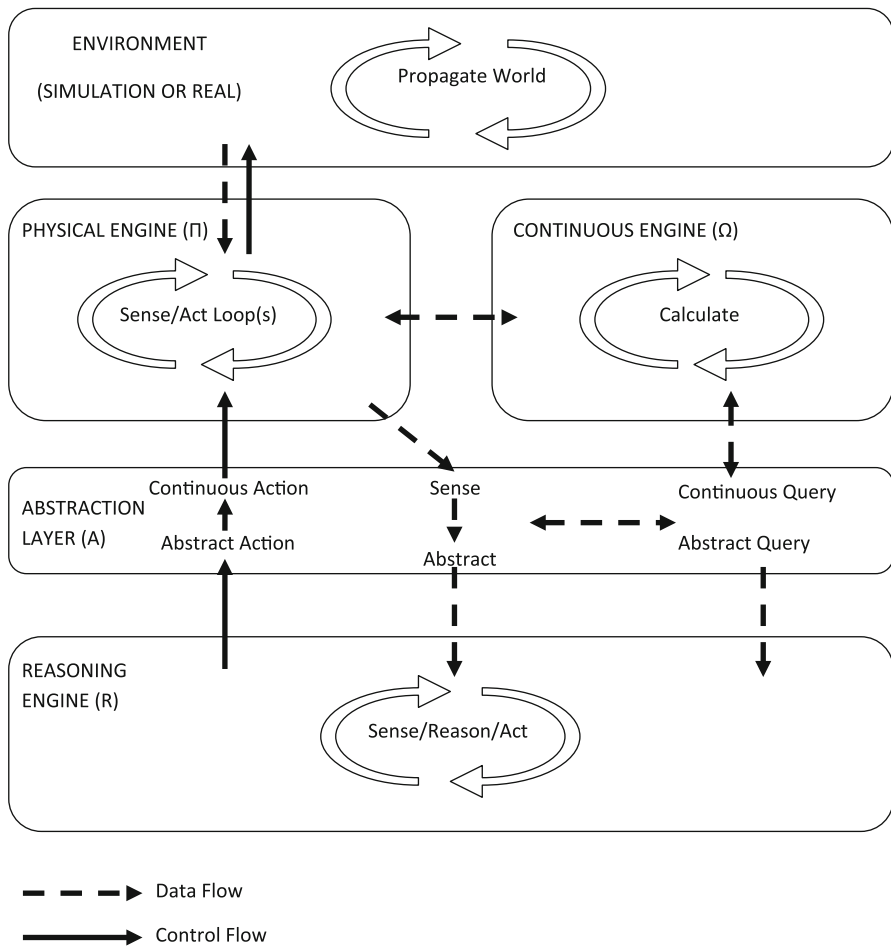 ENVIRONMENT
(SIMULATION OR REAL)
Propagate World
PHYSICAL ENGINE (Π)
Sense/Act Loop(s)
CONTINUOUS ENGINE (Ω)
Calculate
ABSTRACTION
LAYER (A)
Continuous Action
Abstract Action
Sense
Abstract
Continuous Query
Abstract Query
REASONING
ENGINE (R)
Sense/Reason/Act
Data Flow
Control Flow